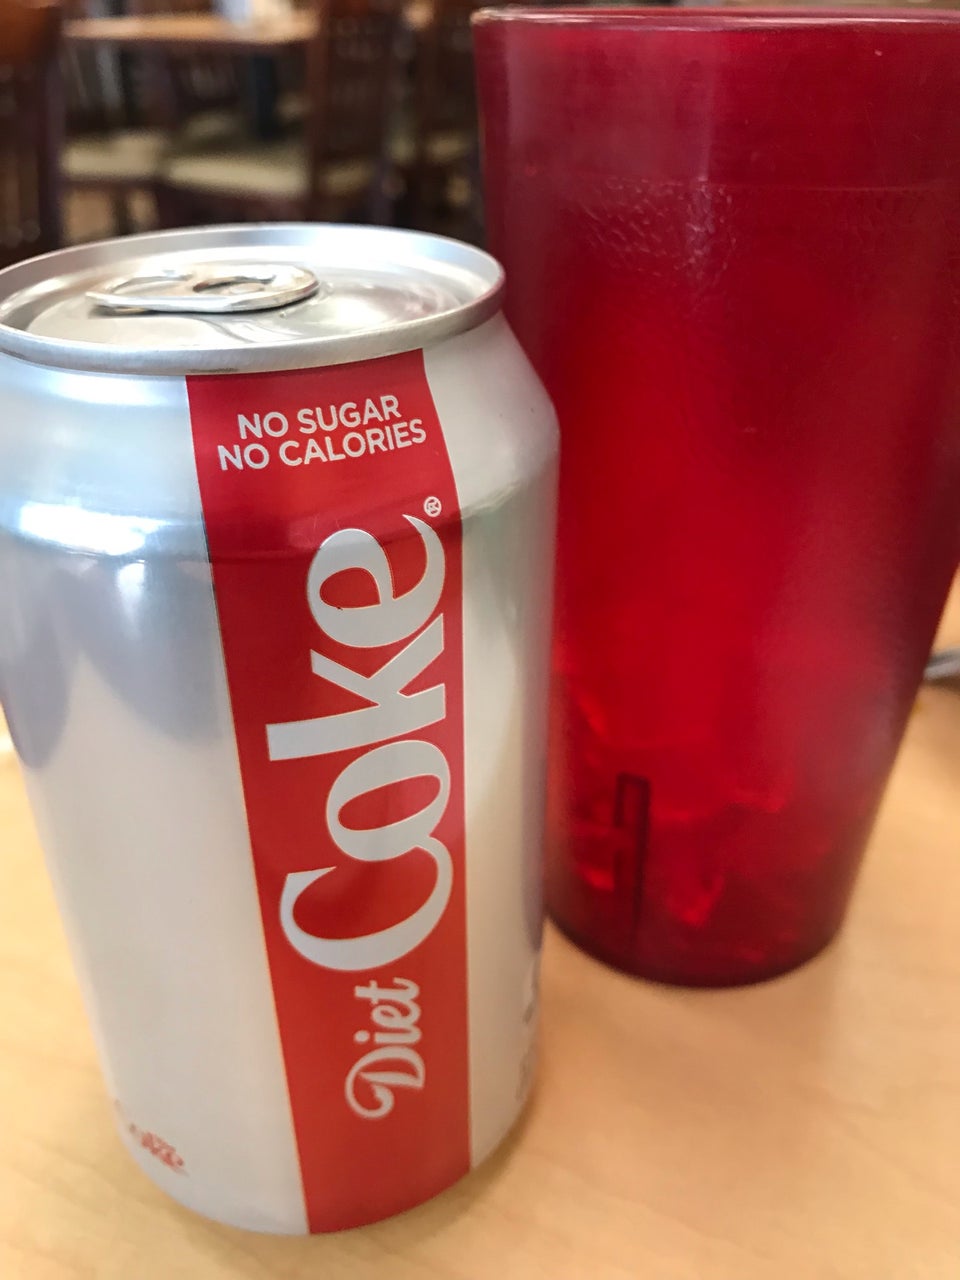 NO SUGAR
NO CALORIES
Diet Coke®